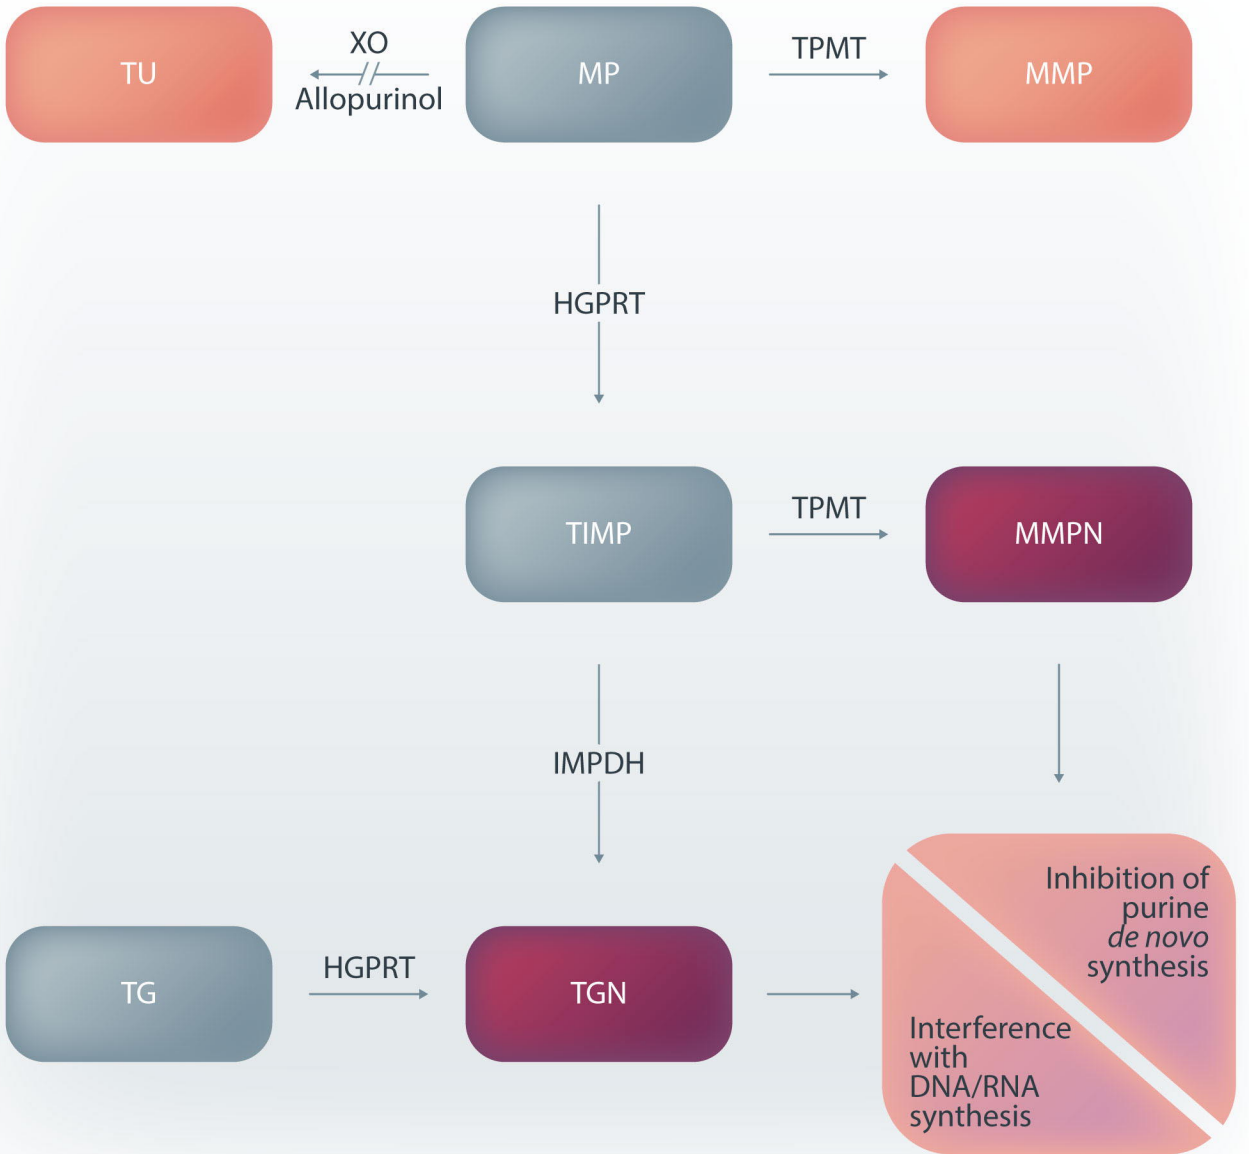 TU
XO
Allopurinol
MP
TPMT
MMP
HGPRT
TIMP
TPMT
MMPN
IMPDH
TG
HGPRT
TGN
Inhibition of
purine
de novo
synthesis
Interference
with
DNA/RNA
synthesis